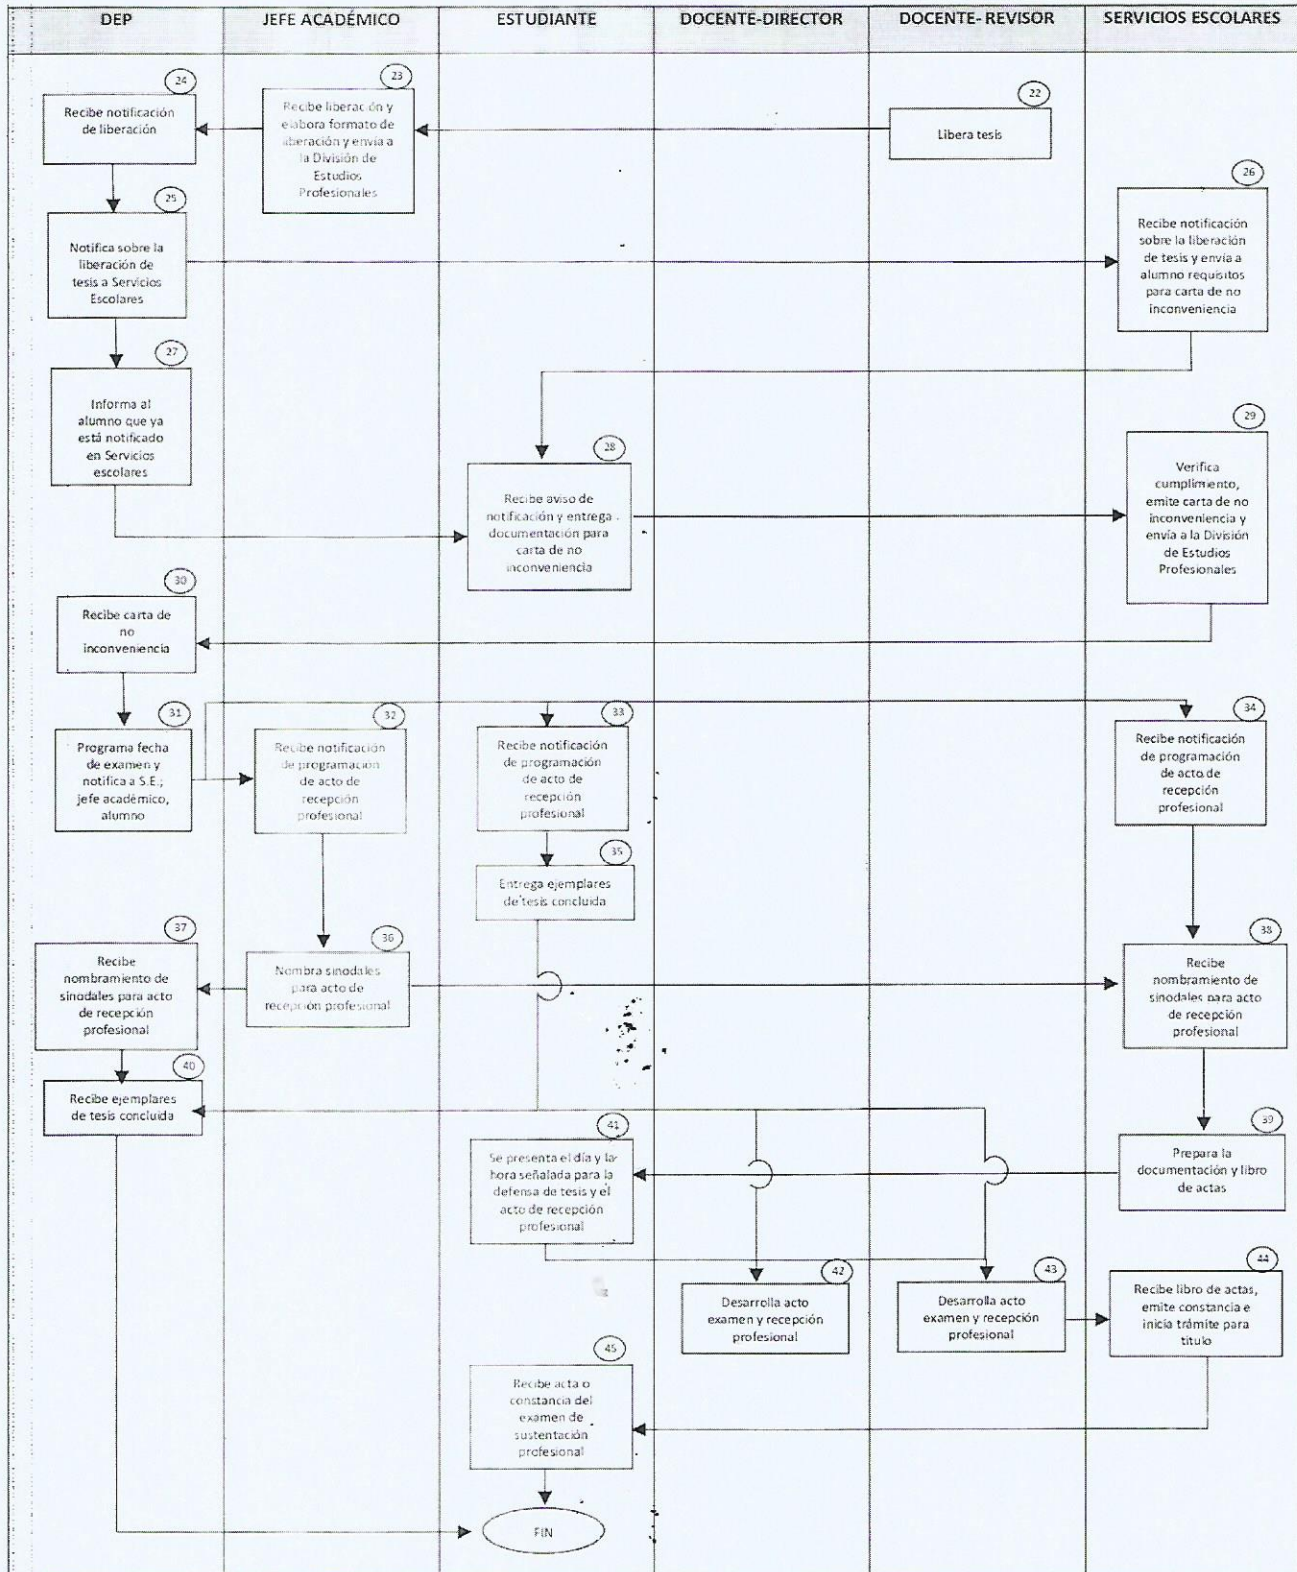 DEP
JEFE ACADÉMICO
ESTUDIANTE
DOCENTE-DIRECTOR
DOCENTE- REVISOR
SERVICIOS ESCOLARES
22
Libera tesis
23
Recibe liberación y
elabora formato de
liberación y envía a
la División de
Estudios
Profesionales
24
Recibe notificación
de liberación
25
Notifica sobre la
liberación de
tesis a Servicios
Escolares
26
Recibe notificación
sobre la liberación
de tesis y envía a
alumno requisitos
para carta de no
inconveniencia
27
Informa al
alumno que ya
está notificado
en Servicios
escolares
28
Recibe aviso de
notificación y entrega
documentación para
carta de no
inconveniencia
29
Verifica
cumplimiento,
emite carta de no
inconveniencia y
envía a la División
de Estudios
Profesionales
30
Recibe carta de
no
inconveniencia
31
Programa fecha
de examen y
notifica a S.E.;
jefe académico,
alumno
32
Recibe notificación
de programación
de acto de
recepción
profesional
33
Recibe notificación
de programación
de acto de
recepción
profesional
34
Recibe notificación
de programación
de acto de
recepción
profesional
35
Entrega ejemplares
de tesis concluida
36
Nombra sinodales
para acto de
recepción profesional
37
Recibe
nombramiento de
sinodales para acto
de recepción
profesional
38
Recibe
nombramiento de
sinodales para acto
de recepción
profesional
39
Prepara la
documentación y libro
de actas
40
Recibe ejemplares
de tesis concluida
41
Se presenta el día y la
hora señalada para la
defensa de tesis y el
acto de recepción
profesional
42
Desarrolla acto
examen y recepción
profesional
43
Desarrolla acto
examen y recepción
profesional
44
Recibe libro de actas,
emite constancia e
inicia trámite para
título
45
Recibe acta o
constancia del
examen de
sustentación
profesional
FIN